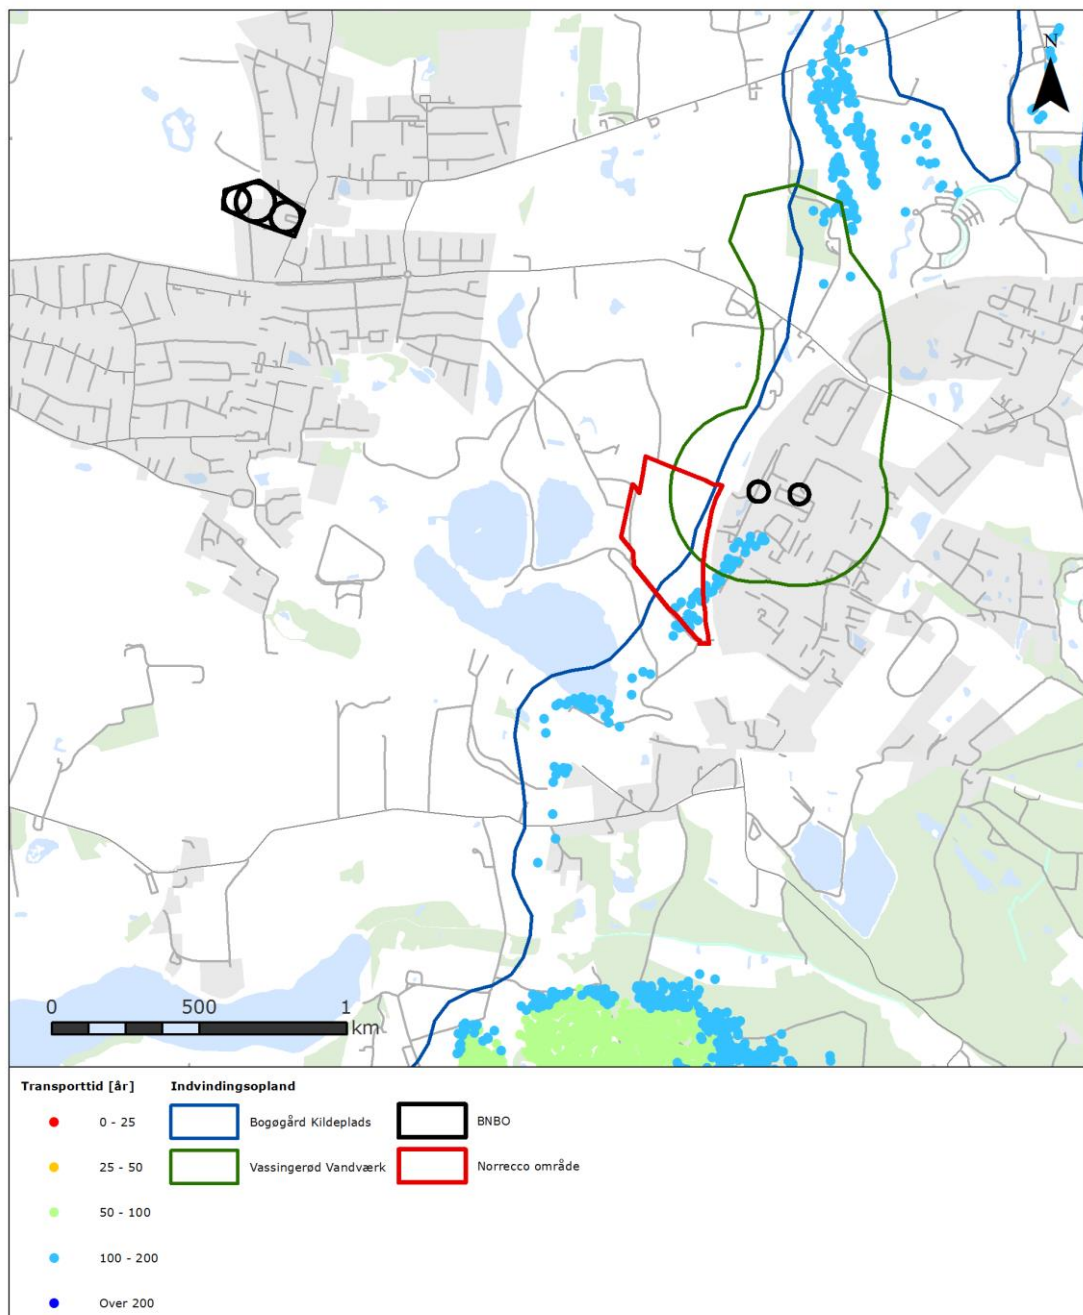 N
0 500 1
km
Transporttid [år] Indvindingsopland
0 - 25 Bogøgård Kildeplads BNBO
25 - 50 Vassingerød Vandværk Norrecco område
50 - 100
100 - 200
Over 200